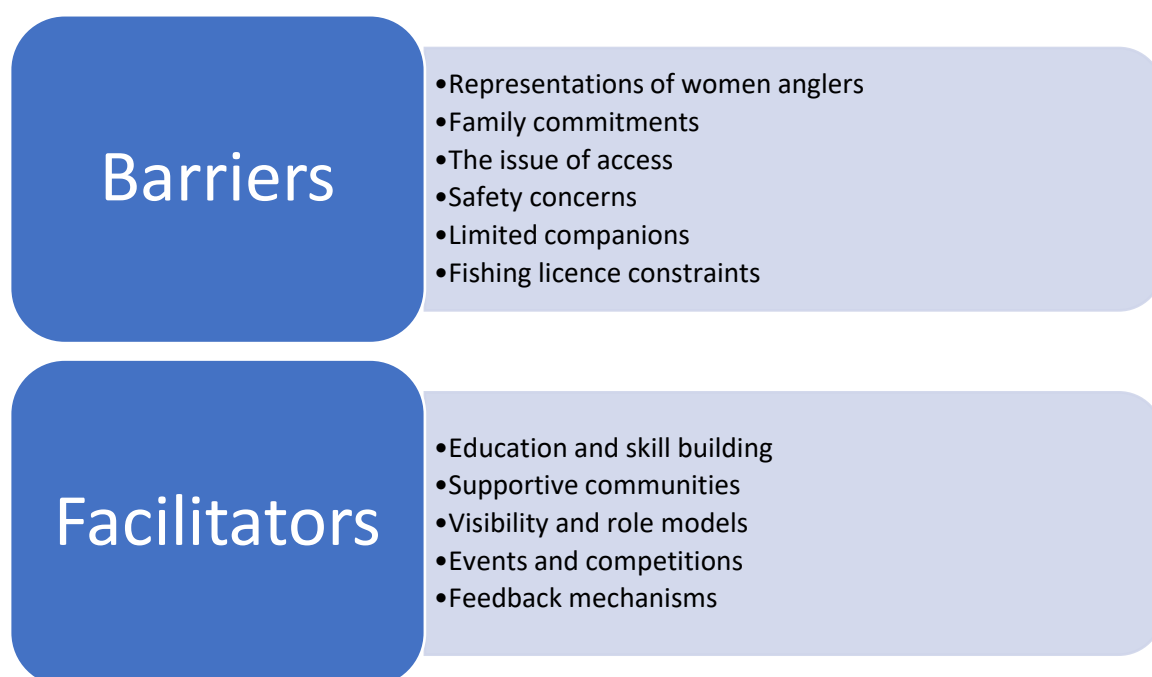 Barriers
•Representations of women anglers
•Family commitments
•The issue of access
•Safety concerns
•Limited companions
•Fishing licence constraints
Facilitators
•Education and skill building
•Supportive communities
•Visibility and role models
•Events and competitions
•Feedback mechanisms